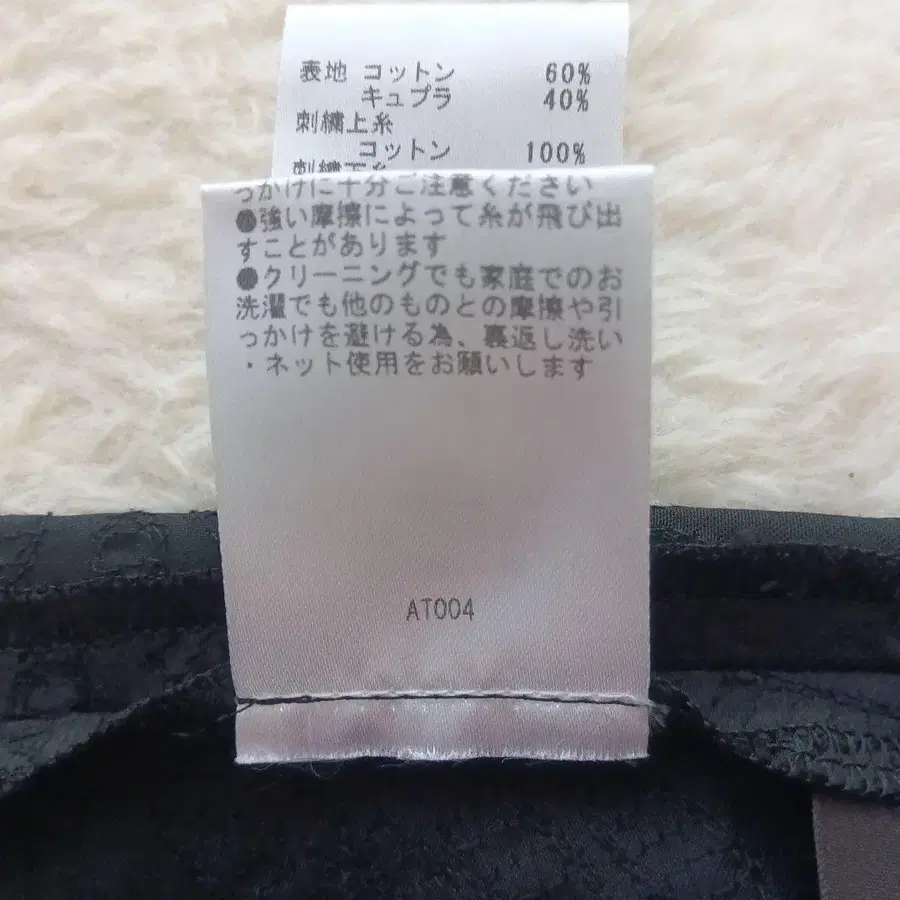 表地 コットン 60%
キュプラ 40%
刺繍上糸
コットン 100%
刺繍下糸
っかけに十分ご注意ください
●強い摩擦によって糸が飛び出
すことがあります
●クリーニングでも家庭でのお
洗濯でも他のものとの摩擦や引
っかけを避ける為、裏返し洗い
・ネット使用をお願いします
AT004